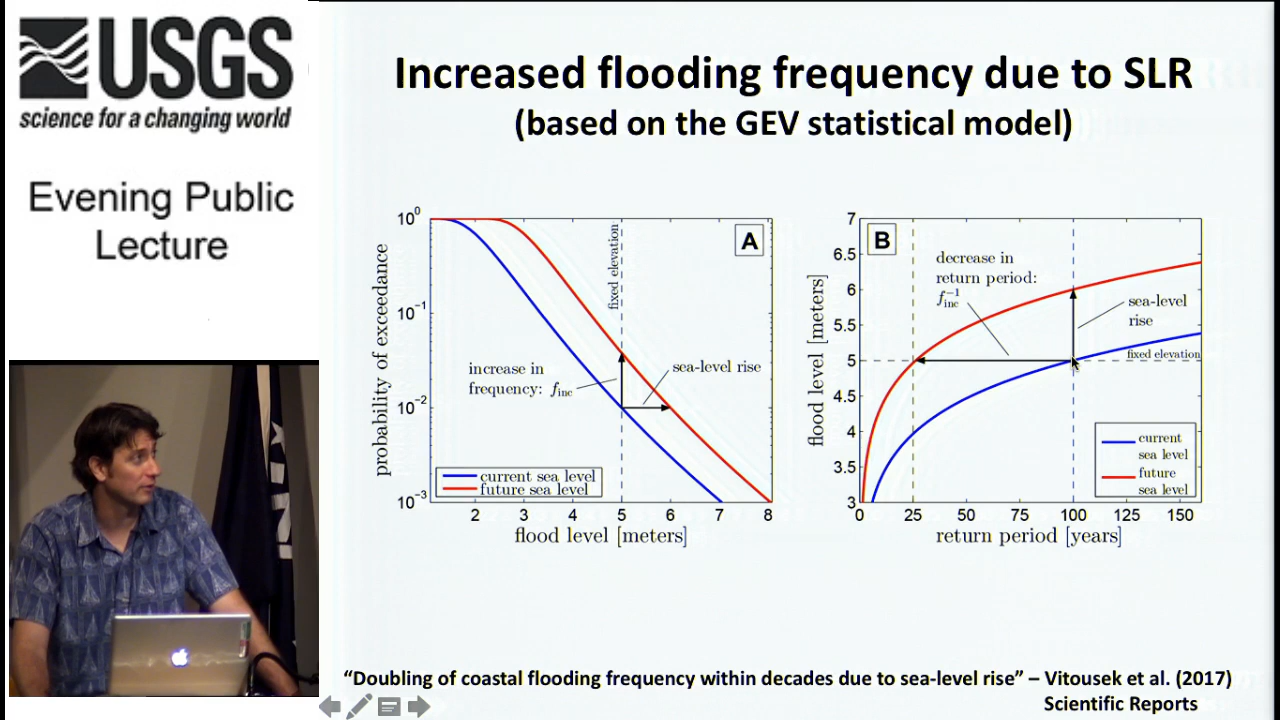 USGS
science for a changing world
Evening Public
Lecture
Increased flooding frequency due to SLR
(based on the GEV statistical model)
A
probability of exceedance
10^0
10^-1
10^-2
10^-3
fixed elevation
increase in
frequency: f_inc
sea-level rise
current sea level
future sea level
2 3 4 5 6 7 8
flood level [meters]
B
flood level [meters]
7
6.5
6
5.5
5
4.5
4
3.5
3
decrease in
return period:
f_inc^-1
sea-level
rise
fixed elevation
current
sea level
future
sea level
0 25 50 75 100 125 150
return period [years]
“Doubling of coastal flooding frequency within decades due to sea-level rise” – Vitousek et al. (2017)
Scientific Reports